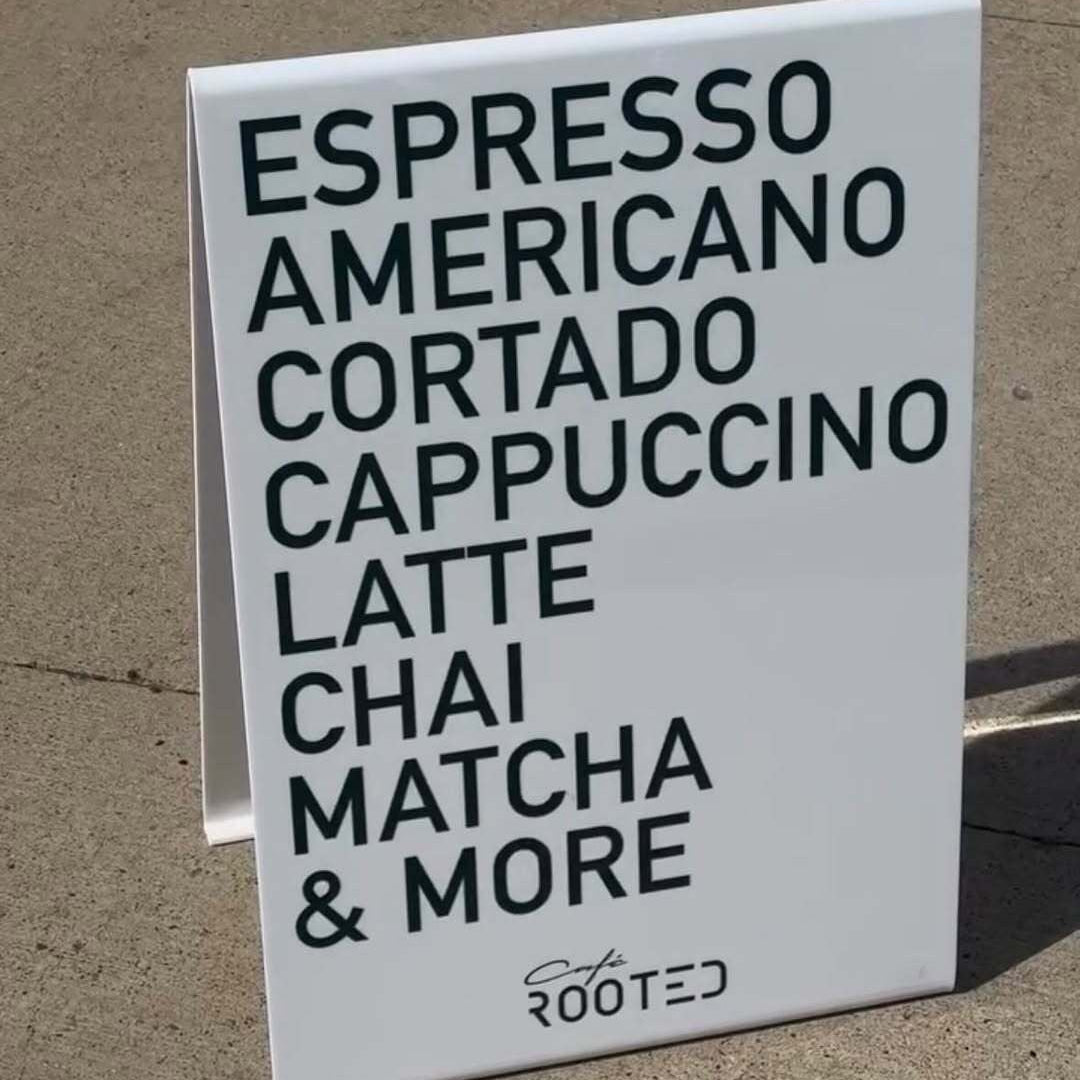 ESPRESSO
AMERICANO
CORTADO
CAPPUCCINO
LATTE
CHAI
MATCHA
& MORE
Café
ROOTED